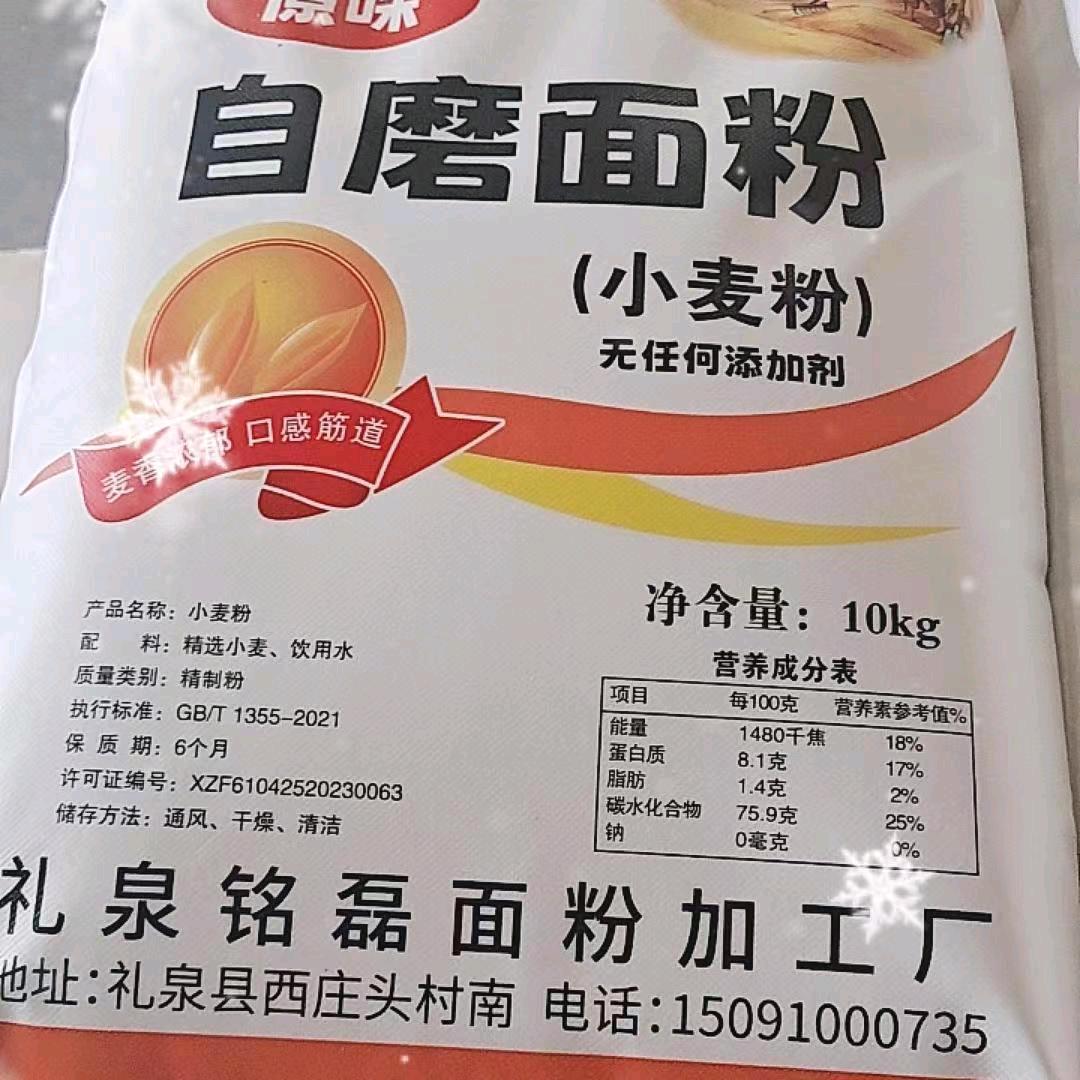 原味
自磨面粉
(小麦粉)
无任何添加剂
麦香浓郁 口感筋道
产品名称：小麦粉
配 料：精选小麦、饮用水
质量类别：精制粉
执行标准：GB/T 1355-2021
保 质 期：6个月
许可证编号：XZF61042520230063
储存方法：通风、干燥、清洁
净含量：10kg
营养成分表
项目 每100克 营养素参考值%
能量 1480千焦 18%
蛋白质 8.1克 17%
脂肪 1.4克 2%
碳水化合物 75.9克 25%
钠 0毫克 0%
礼泉铭磊面粉加工厂
地址：礼泉县西庄头村南 电话：15091000735